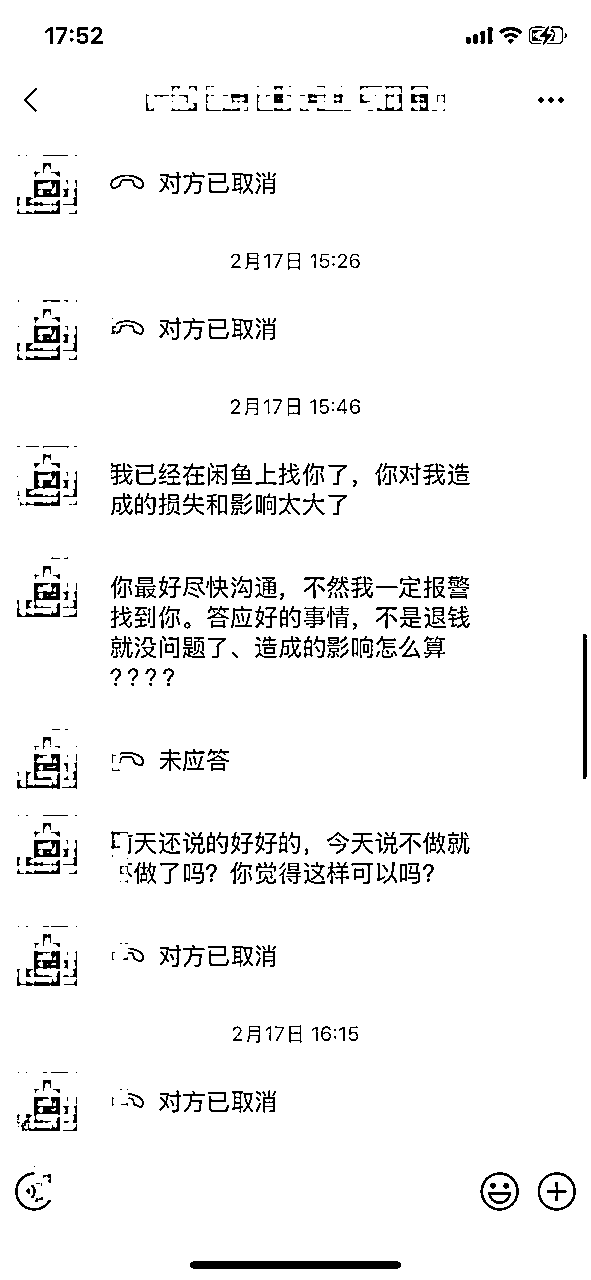 17:52
对方已取消
2月17日 15:26
对方已取消
2月17日 15:46
我已经在闲鱼上找你了，你对我造
成的损失和影响太大了
你最好尽快沟通，不然我一定报警
找到你。答应好的事情，不是退钱
就没问题了、造成的影响怎么算
????
未应答
天还说的好好的，今天说不做就
做了吗？你觉得这样可以吗？
对方已取消
2月17日 16:15
对方已取消